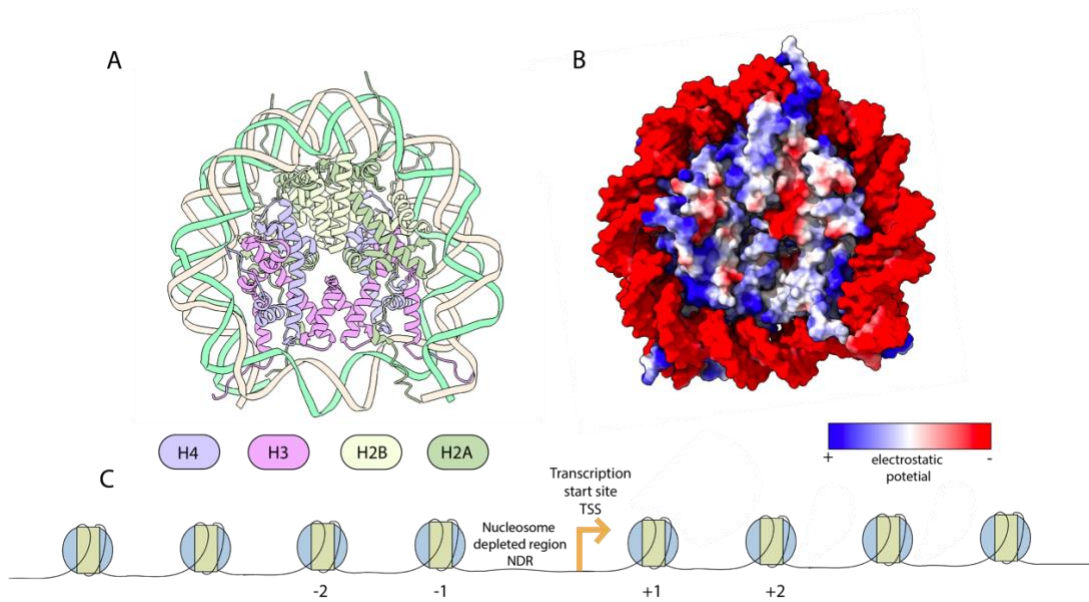 A
B
H4
H3
H2B
H2A
+
electrostatic
potetial
-
C
Transcription
start site
TSS
Nucleosome
depleted region
NDR
-2
-1
+1
+2